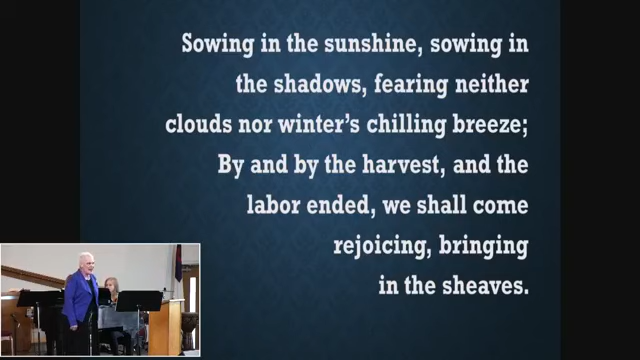 Sowing in the sunshine, sowing in
the shadows, fearing neither
clouds nor winter's chilling breeze;
By and by the harvest, and the
labor ended, we shall come
rejoicing, bringing
in the sheaves.